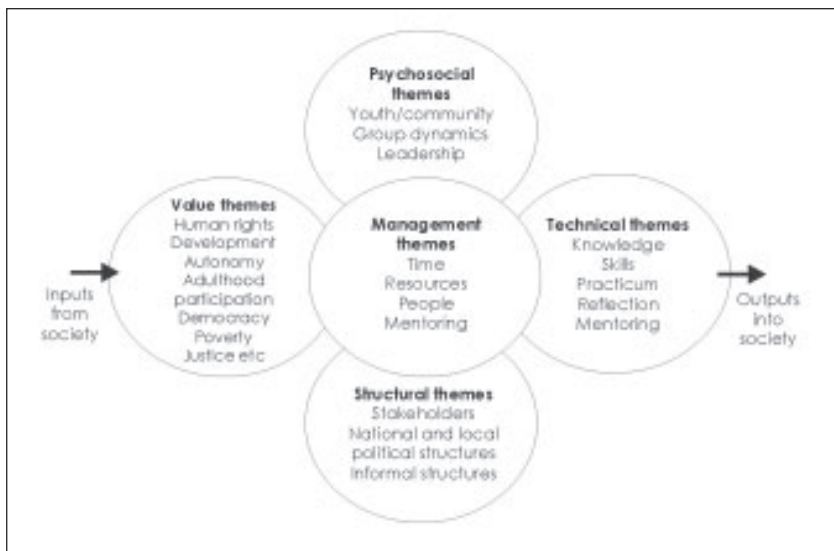 Psychosocial
themes
Youth/community
Group dynamics
Leadership
Value themes
Human rights
Development
Autonomy
Adulthood
participation
Democracy
Poverty
Justice etc
Management
themes
Time
Resources
People
Mentoring
Technical themes
Knowledge
Skills
Practicum
Reflection
Mentoring
Inputs
from
society
Outputs
into
society
Structural themes
Stakeholders
National and local
political structures
Informal structures